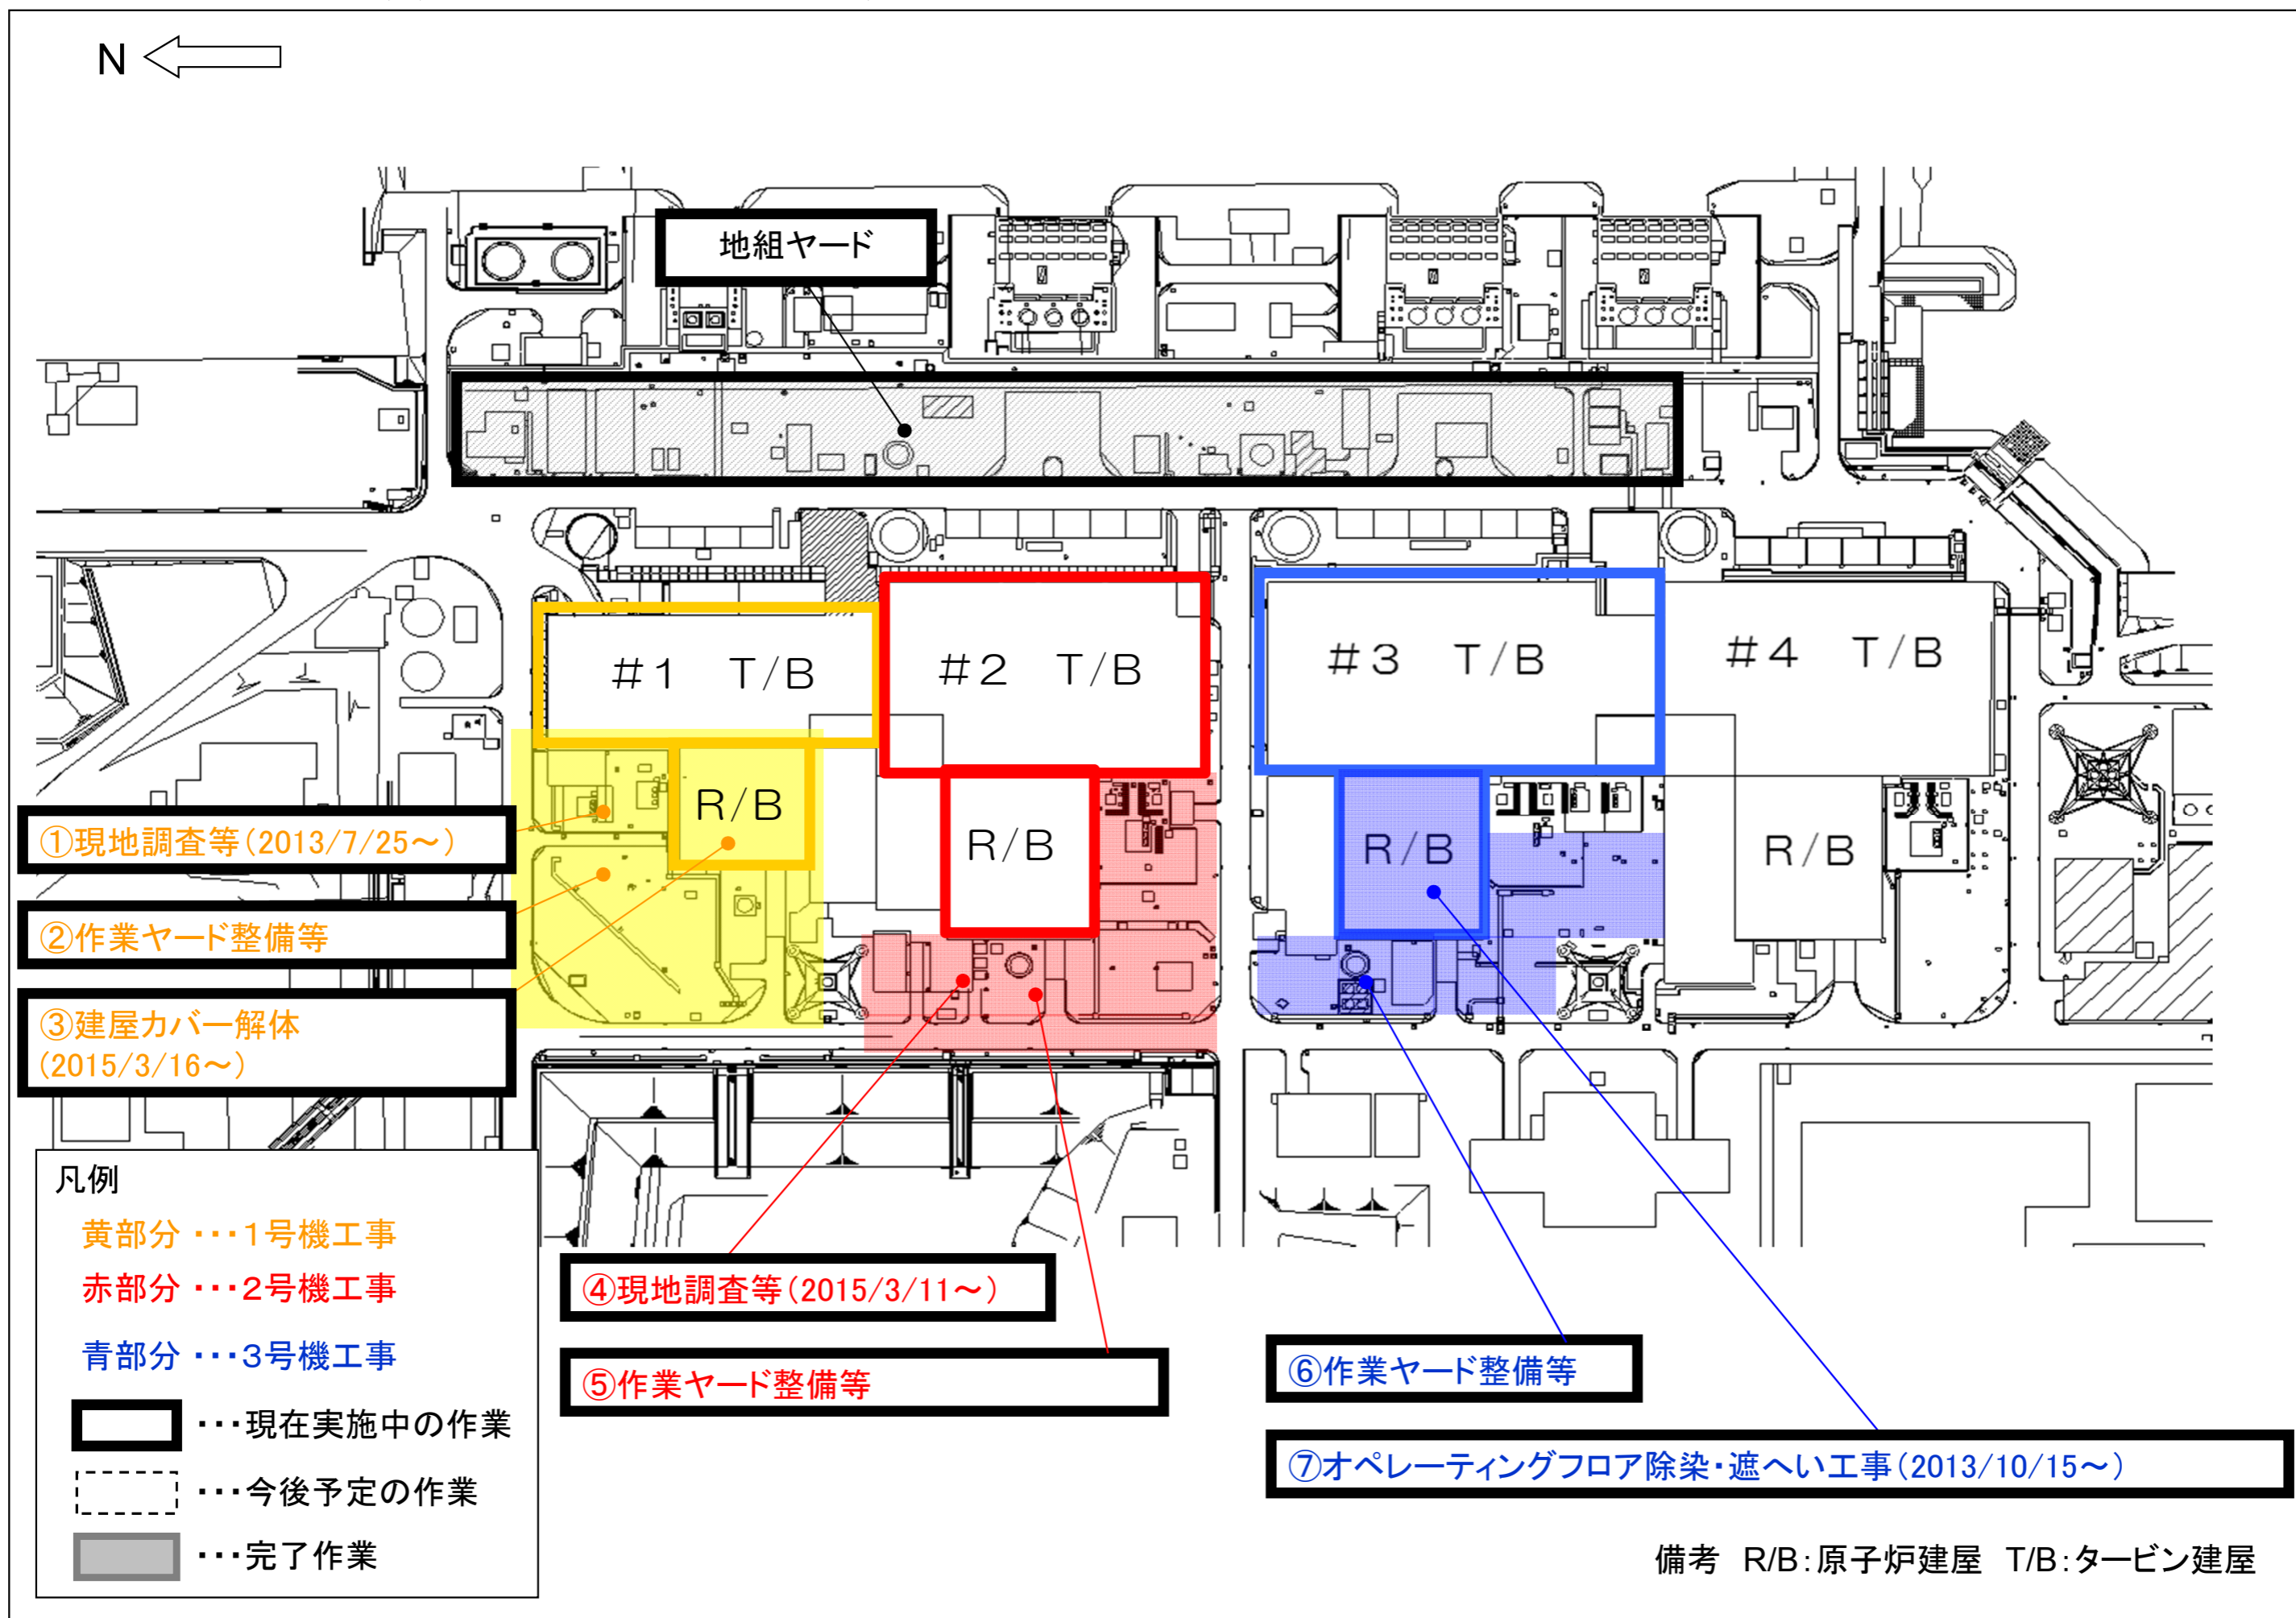 N
地組ヤード
#1 T/B
#2 T/B
#3 T/B
#4 T/B
R/B
R/B
R/B
R/B
①現地調査等(2013/7/25～)
②作業ヤード整備等
③建屋カバー解体
(2015/3/16～)
④現地調査等(2015/3/11～)
⑤作業ヤード整備等
⑥作業ヤード整備等
⑦オペレーティングフロア除染・遮へい工事(2013/10/15～)
凡例
黄部分 ・・・1号機工事
赤部分 ・・・2号機工事
青部分 ・・・3号機工事
・・・現在実施中の作業
・・・今後予定の作業
・・・完了作業
備考 R/B:原子炉建屋 T/B:タービン建屋